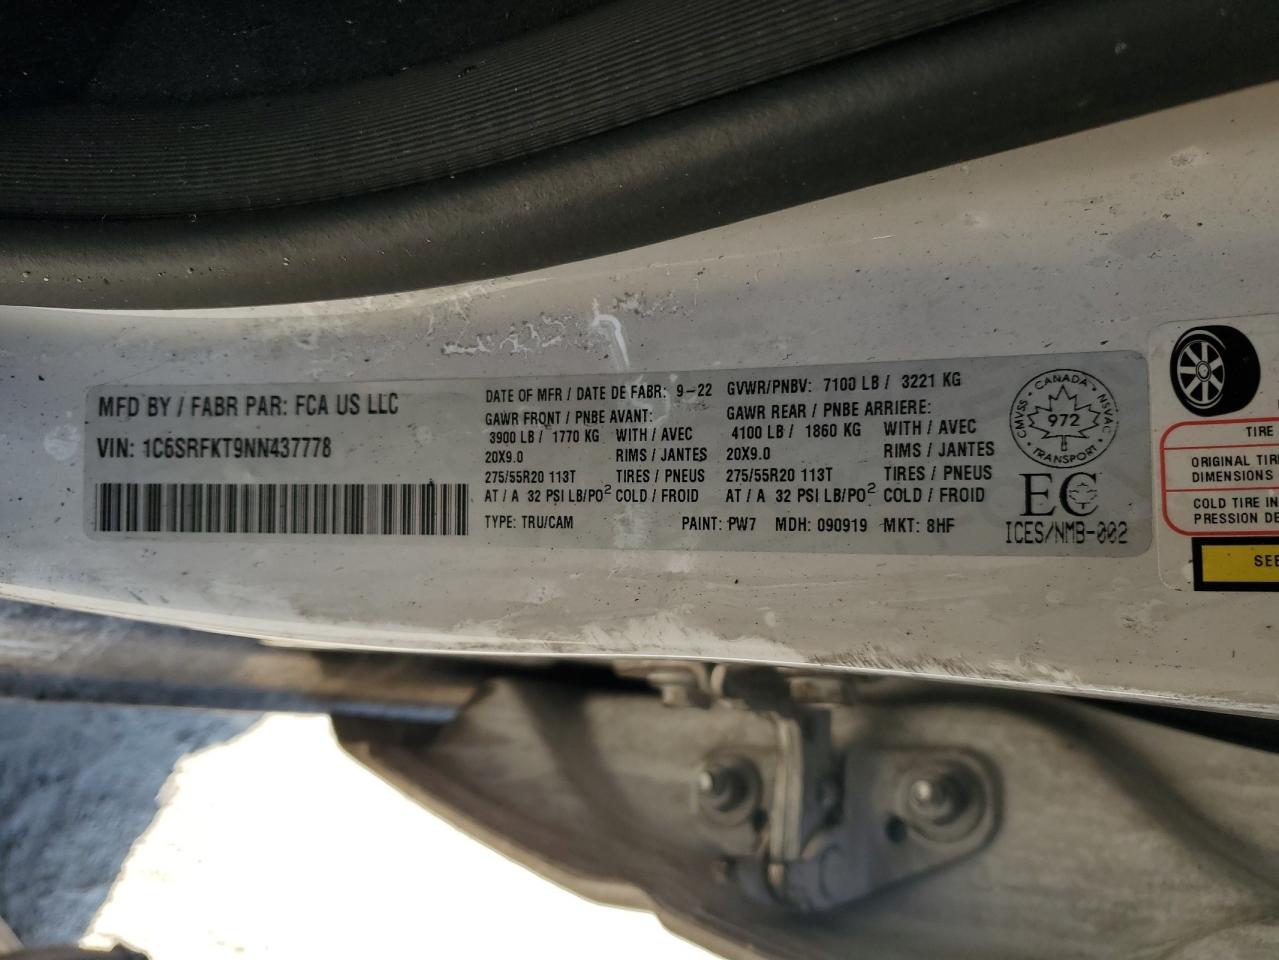 MFD BY / FABR PAR: FCA US LLC
VIN: 1C6SRFKT9NN437778
DATE OF MFR / DATE DE FABR: 9-22 GVWR/PNBV: 7100 LB / 3221 KG
GAWR FRONT / PNBE AVANT: GAWR REAR / PNBE ARRIERE:
3900 LB / 1770 KG WITH / AVEC 4100 LB / 1860 KG WITH / AVEC
20X9.0 RIMS / JANTES 20X9.0 RIMS / JANTES
275/55R20 113T TIRES / PNEUS 275/55R20 113T TIRES / PNEUS
AT / A 32 PSI LB/PO² COLD / FROID AT / A 32 PSI LB/PO² COLD / FROID
TYPE: TRU/CAM PAINT: PW7 MDH: 090919 MKT: 8HF
CANADA
CMVSS 972 NSVAC
TRANSPORT
EC
ICES/NMB-002
TIRE
ORIGINAL TIR
DIMENSIONS
COLD TIRE IN
PRESSION DE
SEE